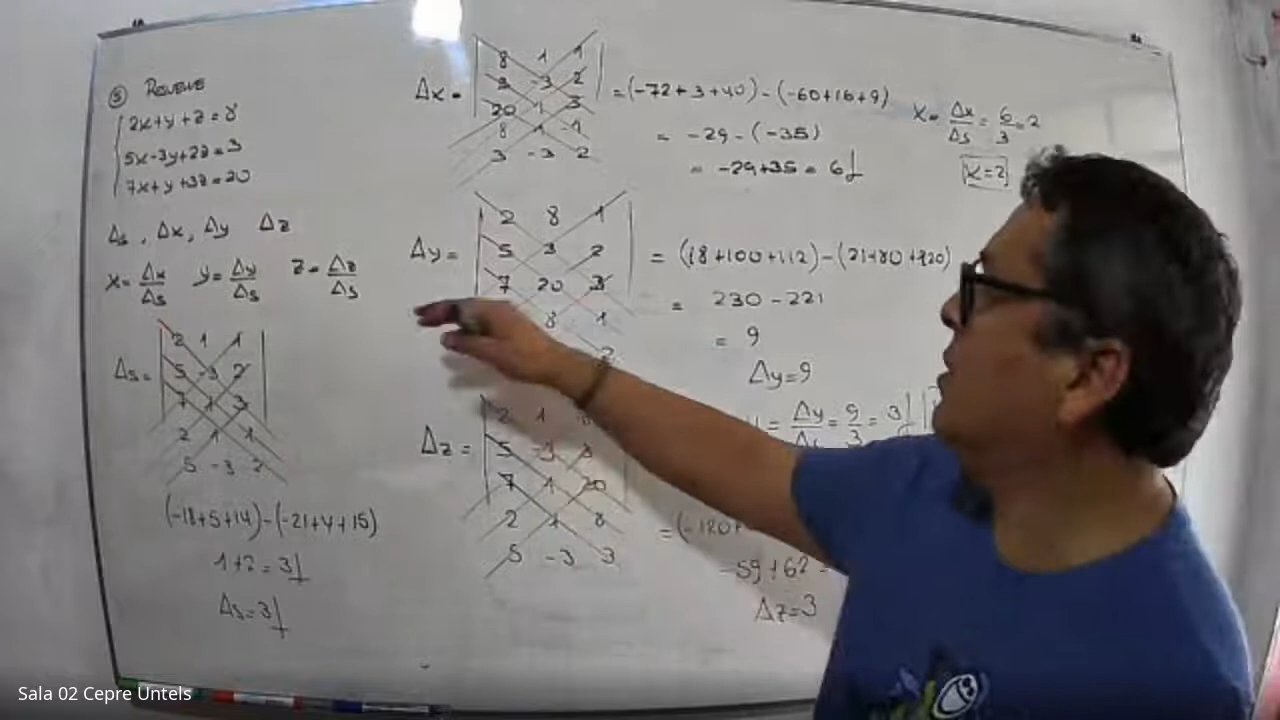 ③ Resolver
2x+y+z=8
5x-3y+2z=3
7x+y+3z=20
Δs, Δx, Δy Δz
x=Δx/Δs y=Δy/Δs z=Δz/Δs
Δs=
2 1 1
5 -3 2
7 1 3
2 1 1
5 -3 2
(-18+5+14)-(-21+4+15)
1+2=3
Δs=3
Δx=
8 1 1
3 -3 2
20 1 3
8 1 1
3 -3 2
=(-72+3+40)-(-60+16+9)
= -29-(-35)
= -29+35=6
x=Δx/Δs=6/3=2
x=2
Δy=
2 8 1
5 3 2
7 20 3
8 1
2
=(18+100+112)-(21+80+120)
= 230-221
= 9
Δy=9
=Δy/Δs=9/3=3
Δz=
2 1
5 -3 3
7 1 20
2 1 8
5 -3 3
=(-120+
-59+62=
Δz=3
Sala 02 Cepre Untels